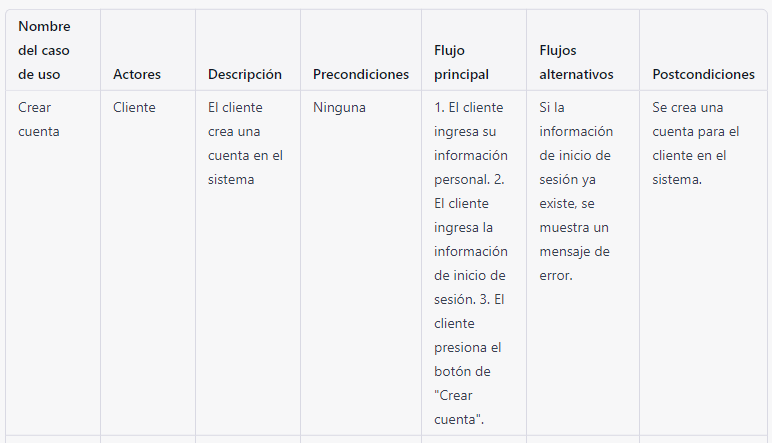 Nombre
del caso
de uso
Actores
Descripción
Precondiciones
Flujo
principal
Flujos
alternativos
Postcondiciones
Crear
cuenta
Cliente
El cliente
crea una
cuenta en el
sistema
Ninguna
1. El cliente
ingresa su
información
personal. 2.
El cliente
ingresa la
información
de inicio de
sesión. 3. El
cliente
presiona el
botón de
"Crear
cuenta".
Si la
información
de inicio de
sesión ya
existe, se
muestra un
mensaje de
error.
Se crea una
cuenta para el
cliente en el
sistema.